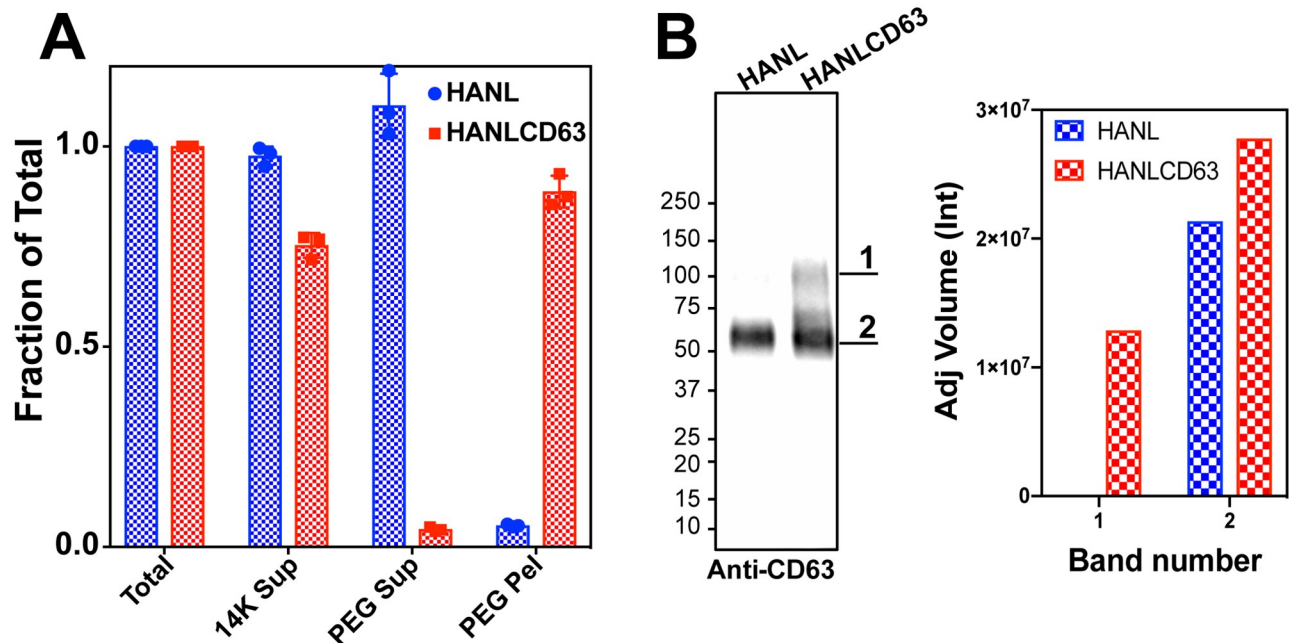 A
HANL
HANLCD63
Fraction of Total
1.0
0.5
0.0
Total
14K Sup
PEG Sup
PEG Pel
B
HANL
HANLCD63
250
150
100
75
50
37
25
20
15
10
1
2
Anti-CD63
3×10⁷
2×10⁷
1×10⁷
0
Adj Volume (Int)
HANL
HANLCD63
1
2
Band number